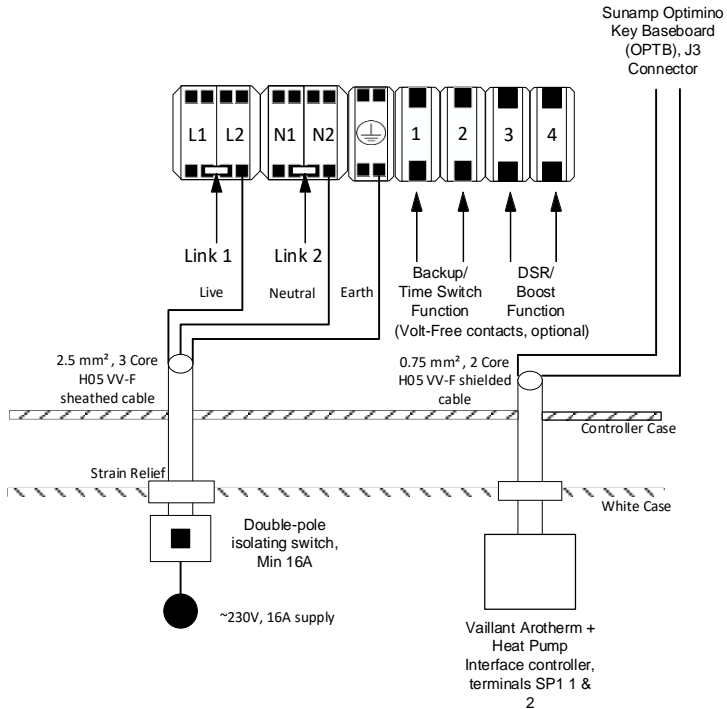 Sunamp Optimino
Key Baseboard
(OPTB), J3
Connector
L1 L2 N1 N2 1 2 3 4
Link 1
Link 2
Live
Neutral
Earth
Backup/
Time Switch
Function
(Volt-Free contacts, optional)
DSR/
Boost
Function
2.5 mm², 3 Core
H05 VV-F
sheathed cable
0.75 mm², 2 Core
H05 VV-F shielded
cable
Controller Case
Strain Relief
White Case
Double-pole
isolating switch,
Min 16A
~230V, 16A supply
Vaillant Arotherm +
Heat Pump
Interface controller,
terminals SP1 1 &
2